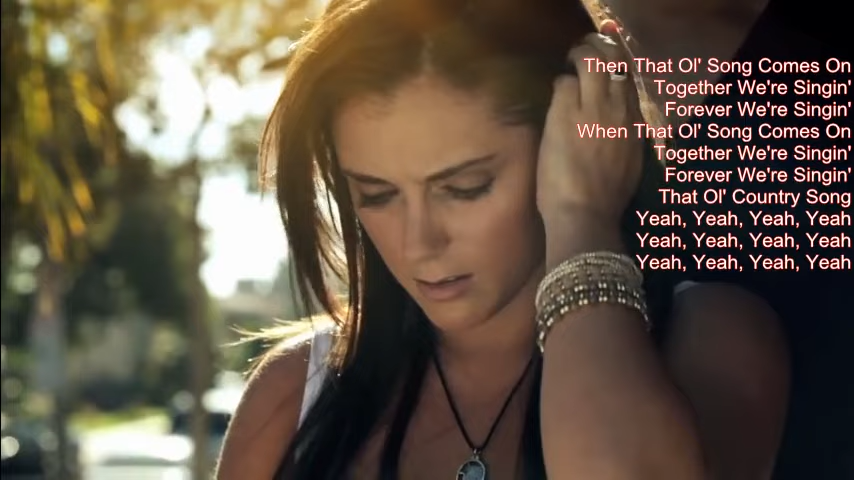 Then That Ol' Song Comes On
Together We're Singin'
Forever We're Singin'
When That Ol' Song Comes On
Together We're Singin'
Forever We're Singin'
That Ol' Country Song
Yeah, Yeah, Yeah, Yeah
Yeah, Yeah, Yeah, Yeah
Yeah, Yeah, Yeah, Yeah